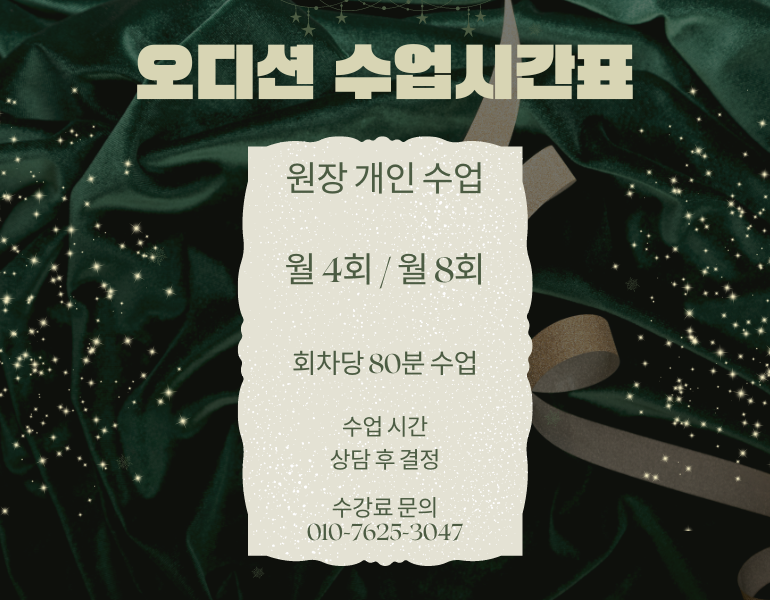 오디션 수업시간표
원장 개인 수업
월 4회 / 월 8회
회차당 80분 수업
수업 시간
상담 후 결정
수강료 문의
010-7625-3047